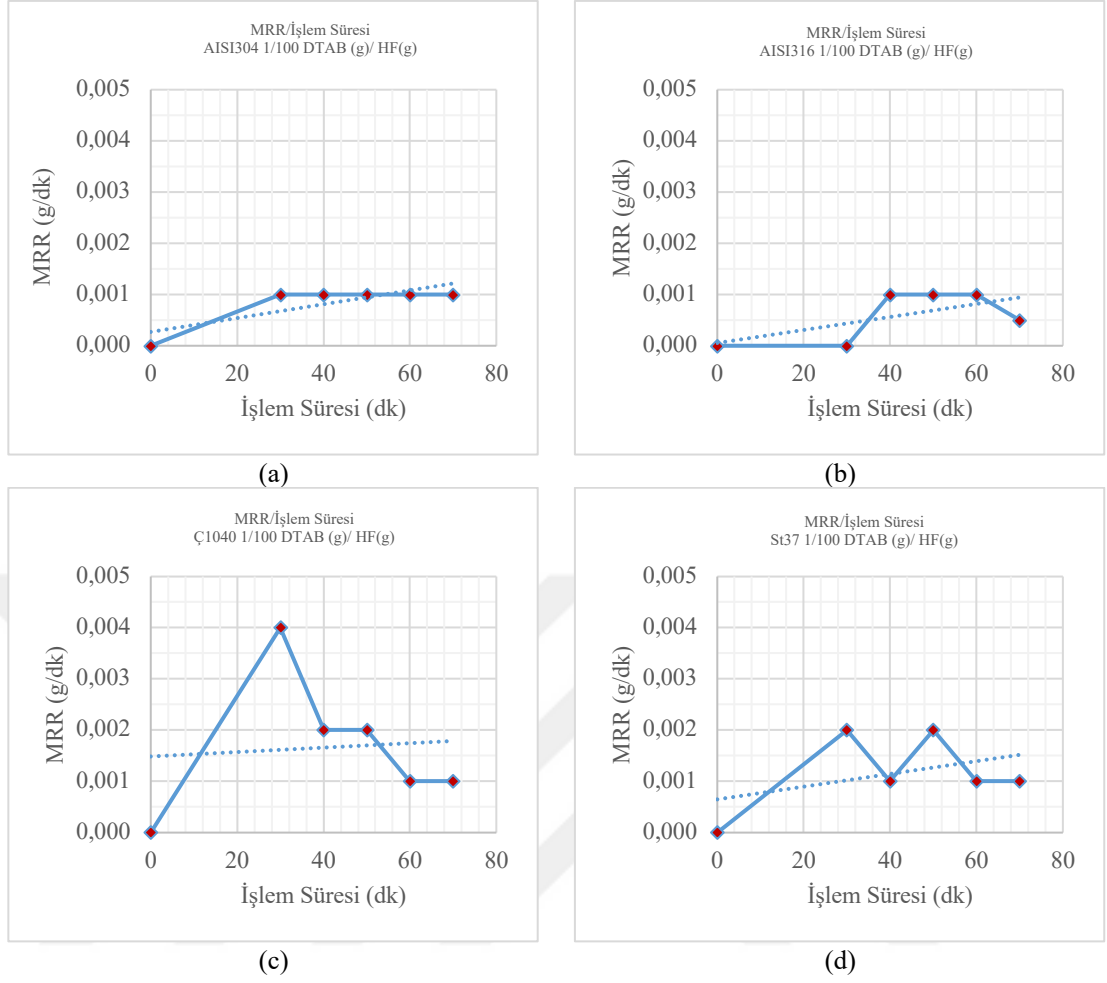 MRR/İşlem Süresi
AISI304 1/100 DTAB (g)/ HF(g)
0,005
0,004
0,003
0,002
0,001
0,000
MRR (g/dk)
0 20 40 60 80
İşlem Süresi (dk)
(a)
MRR/İşlem Süresi
AISI316 1/100 DTAB (g)/ HF(g)
0,005
0,004
0,003
0,002
0,001
0,000
MRR (g/dk)
0 20 40 60 80
İşlem Süresi (dk)
(b)
MRR/İşlem Süresi
Ç1040 1/100 DTAB (g)/ HF(g)
0,005
0,004
0,003
0,002
0,001
0,000
MRR (g/dk)
0 20 40 60 80
İşlem Süresi (dk)
(c)
MRR/İşlem Süresi
St37 1/100 DTAB (g)/ HF(g)
0,005
0,004
0,003
0,002
0,001
0,000
MRR (g/dk)
0 20 40 60 80
İşlem Süresi (dk)
(d)